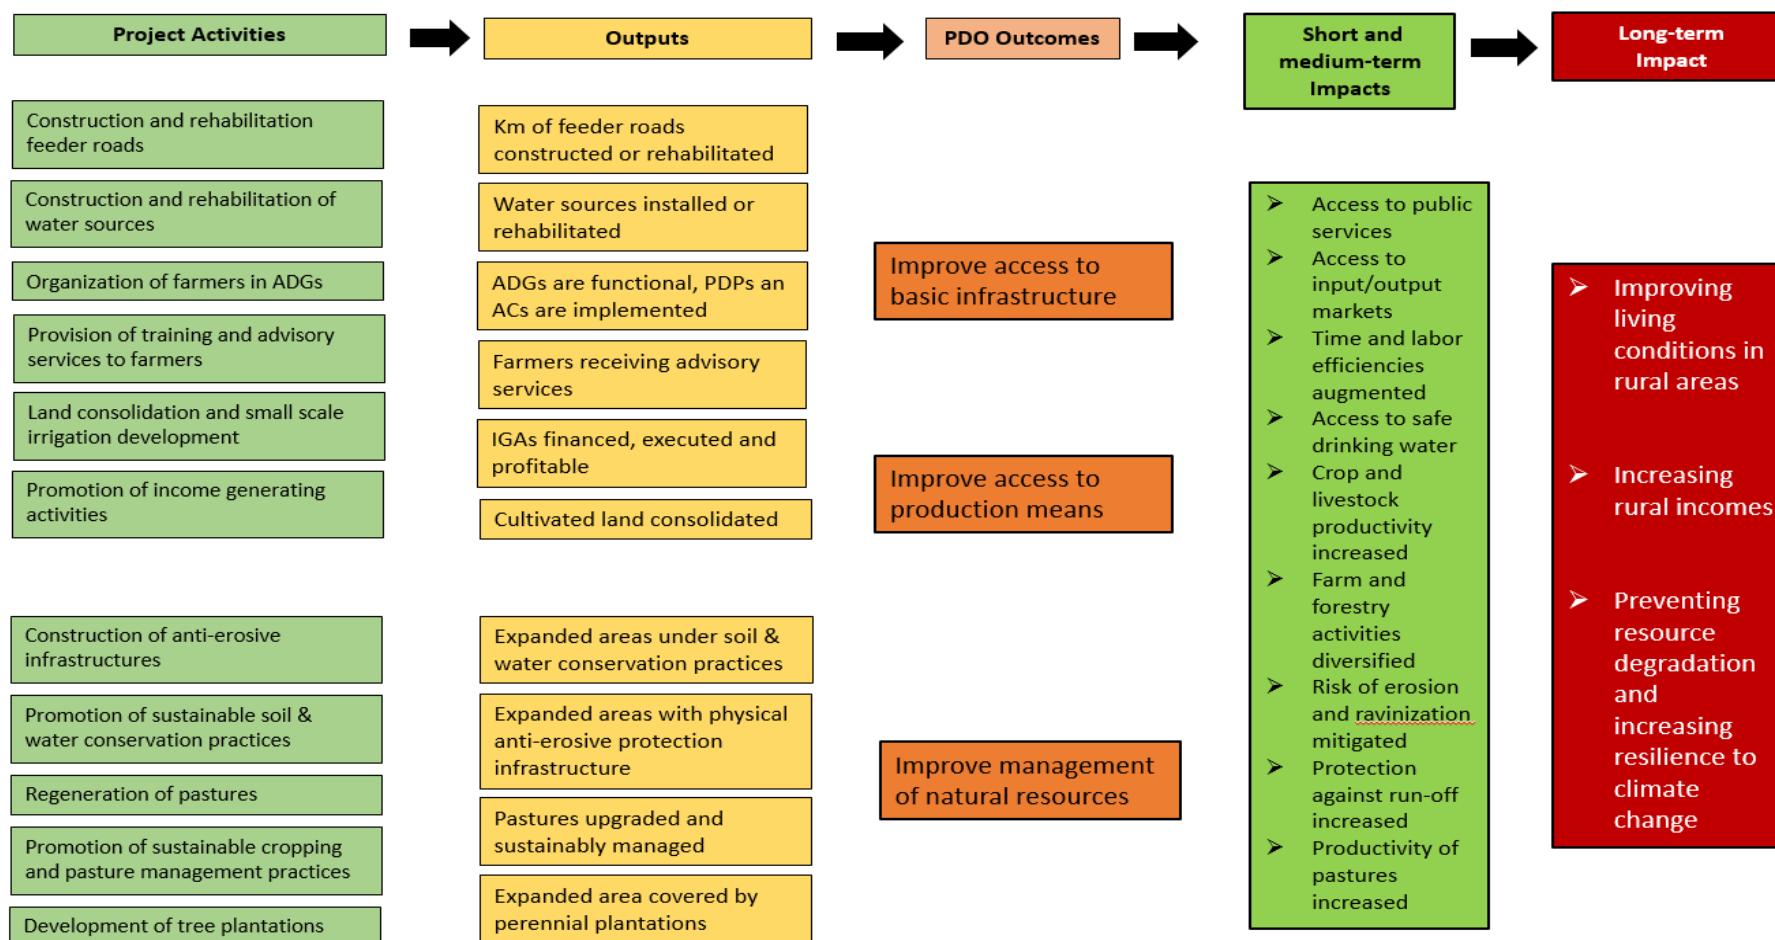 Project Activities
Outputs
PDO Outcomes
Short and
medium-term
Impacts
Long-term
Impact
Construction and rehabilitation
feeder roads
Construction and rehabilitation of
water sources
Organization of farmers in ADGs
Provision of training and advisory
services to farmers
Land consolidation and small scale
irrigation development
Promotion of income generating
activities
Construction of anti-erosive
infrastructures
Promotion of sustainable soil &
water conservation practices
Regeneration of pastures
Promotion of sustainable cropping
and pasture management practices
Development of tree plantations
Km of feeder roads
constructed or rehabilitated
Water sources installed or
rehabilitated
ADGs are functional, PDPs an
ACs are implemented
Farmers receiving advisory
services
IGAs financed, executed and
profitable
Cultivated land consolidated
Expanded areas under soil &
water conservation practices
Expanded areas with physical
anti-erosive protection
infrastructure
Pastures upgraded and
sustainably managed
Expanded area covered by
perennial plantations
Improve access to
basic infrastructure
Improve access to
production means
Improve management
of natural resources
➢ Access to public
services
➢ Access to
input/output
markets
➢ Time and labor
efficiencies
augmented
➢ Access to safe
drinking water
➢ Crop and
livestock
productivity
increased
➢ Farm and
forestry
activities
diversified
➢ Risk of erosion
and ravinization
mitigated
➢ Protection
against run-off
increased
➢ Productivity of
pastures
increased
➢ Improving
living
conditions in
rural areas
➢ Increasing
rural incomes
➢ Preventing
resource
degradation
and
increasing
resilience to
climate
change